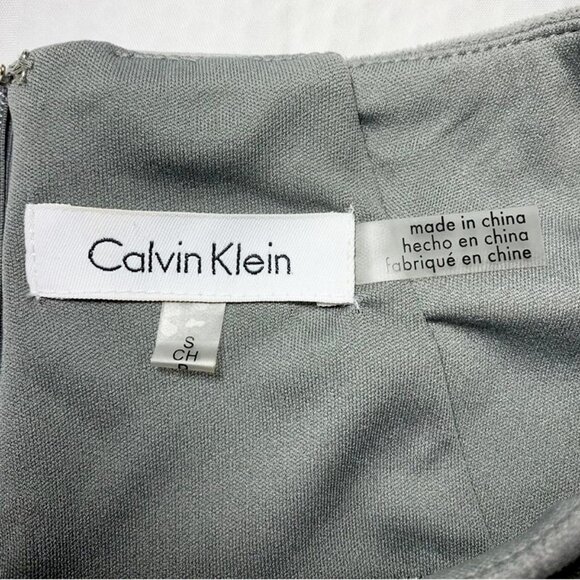 Calvin Klein
made in china
hecho en china
fabriqué en chine
S
CH
P